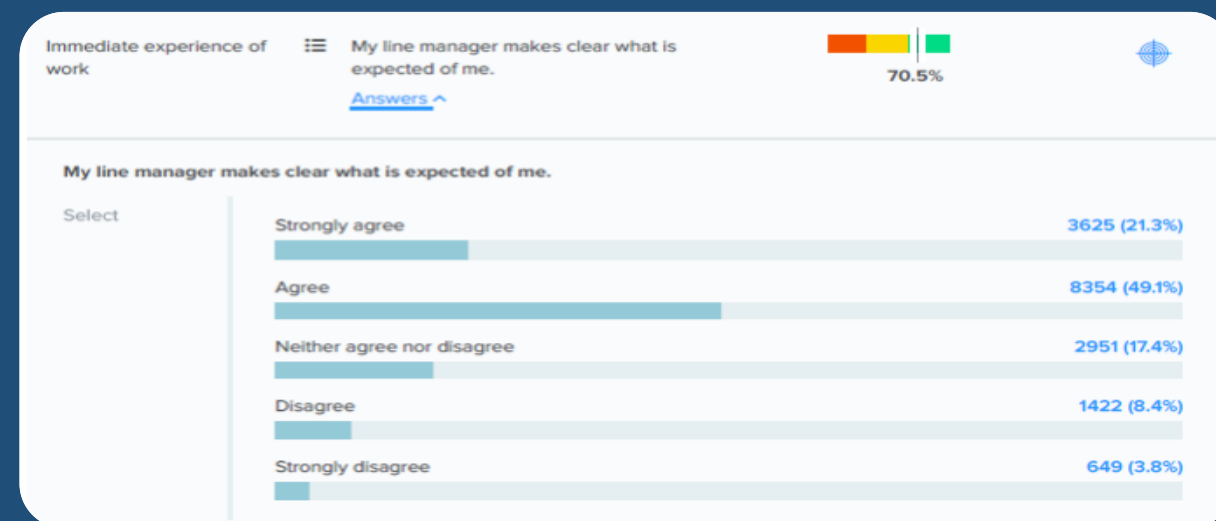 Immediate experience of
work
My line manager makes clear what is
expected of me.
Answers
70.5%
My line manager makes clear what is expected of me.
Select
Strongly agree 3625 (21.3%)
Agree 8354 (49.1%)
Neither agree nor disagree 2951 (17.4%)
Disagree 1422 (8.4%)
Strongly disagree 649 (3.8%)